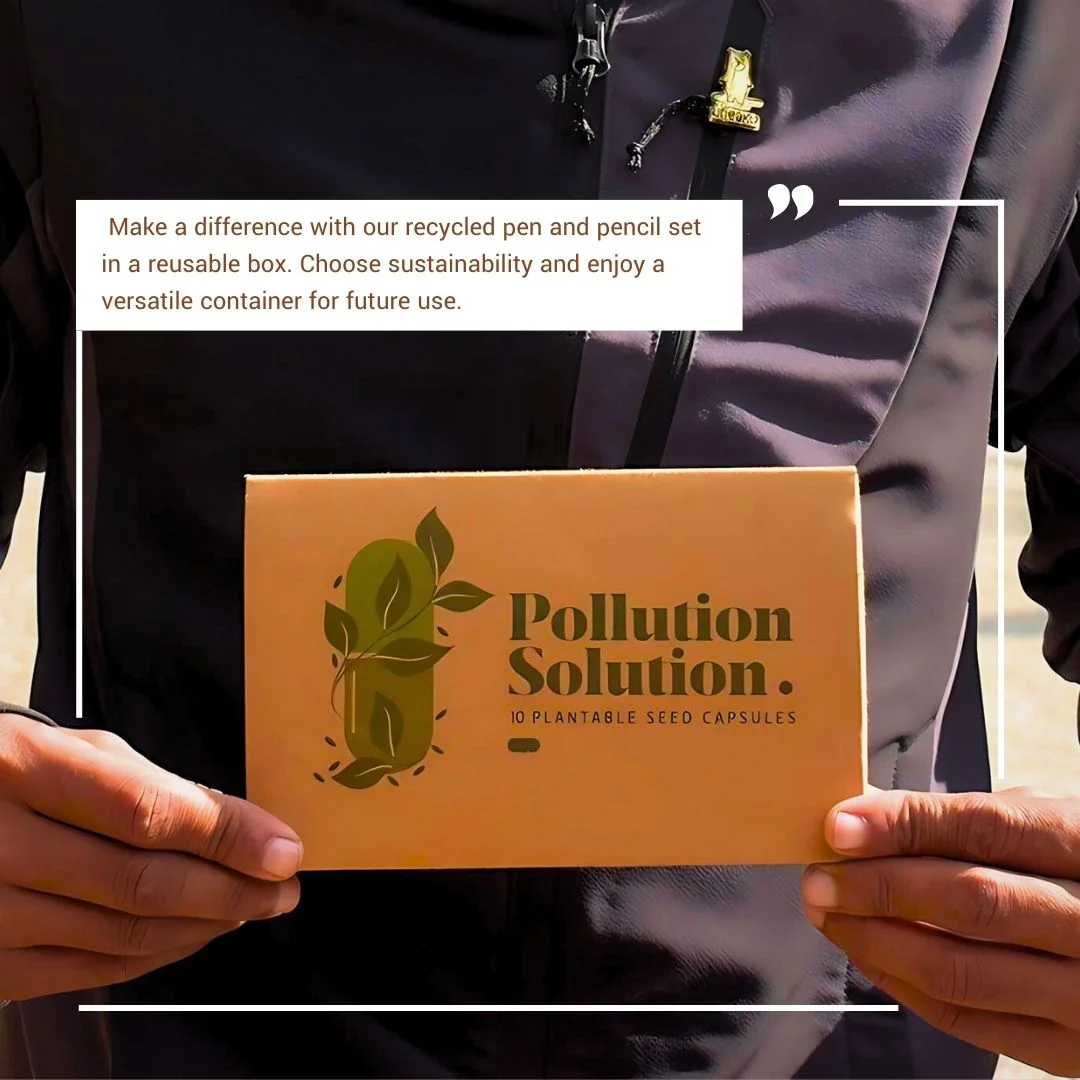 Make a difference with our recycled pen and pencil set
in a reusable box. Choose sustainability and enjoy a
versatile container for future use.
”
Pollution
Solution.
10 PLANTABLE SEED CAPSULES